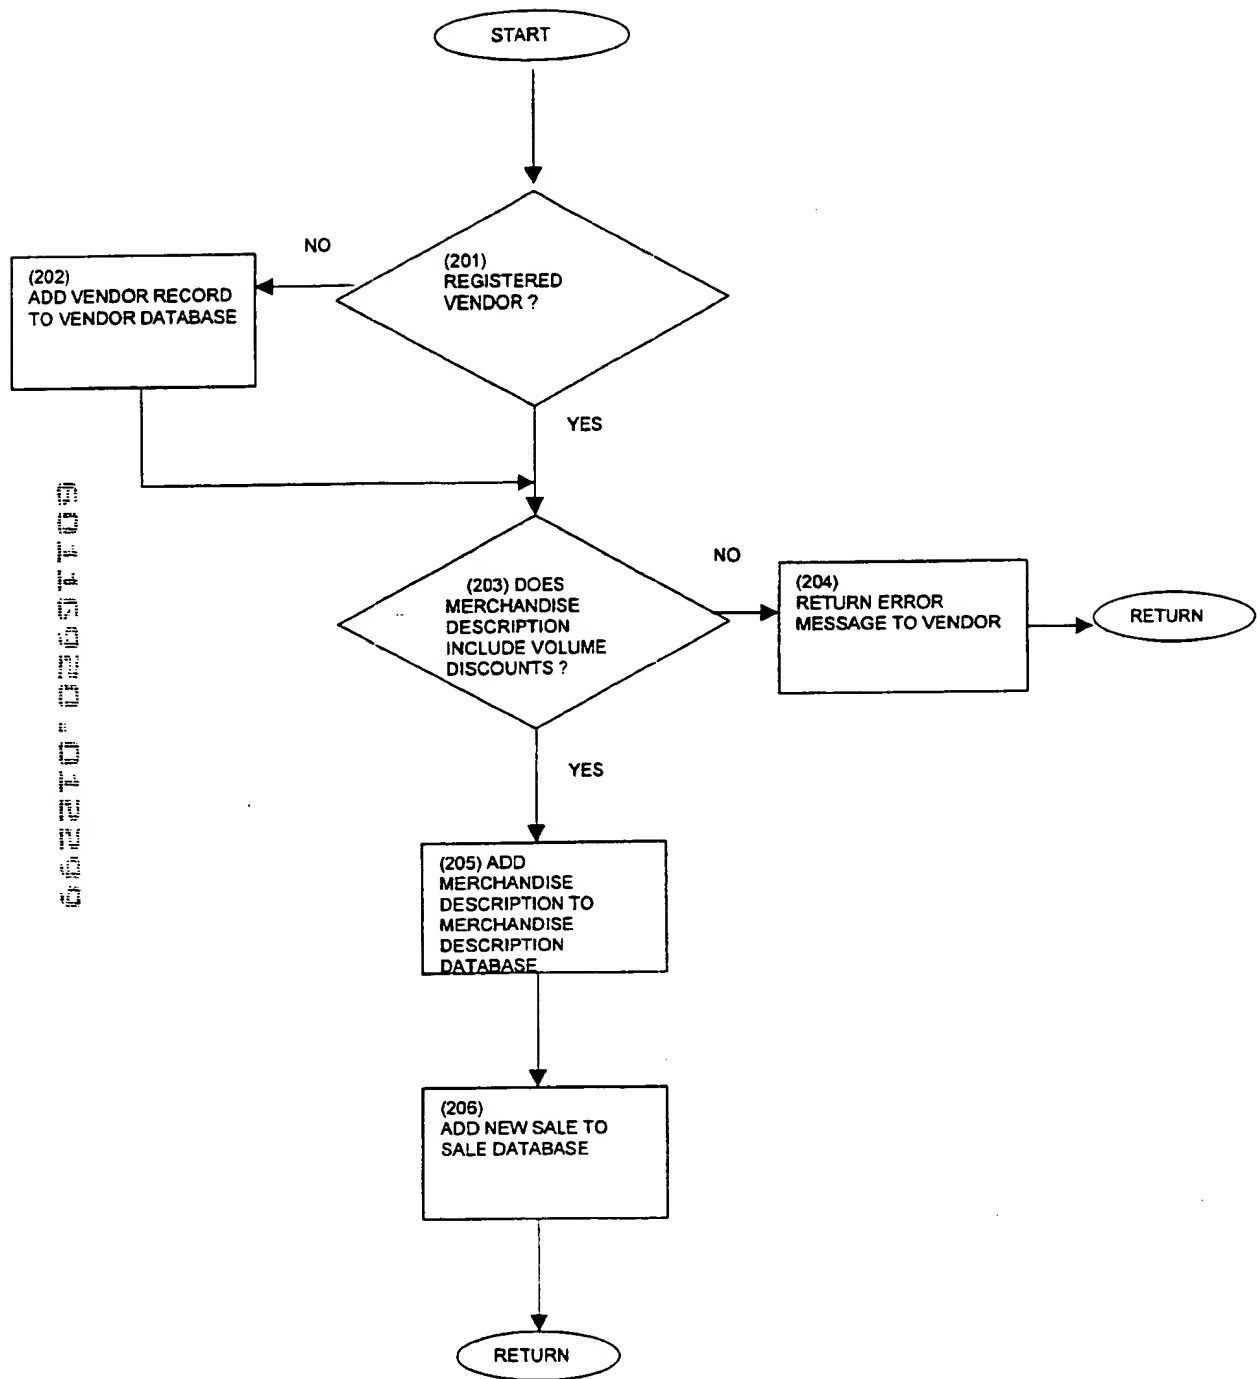 START
NO
(201)
REGISTERED
VENDOR ?
(202)
ADD VENDOR RECORD
TO VENDOR DATABASE
YES
NO
(203) DOES
MERCHANDISE
DESCRIPTION
INCLUDE VOLUME
DISCOUNTS ?
(204)
RETURN ERROR
MESSAGE TO VENDOR
RETURN
YES
(205) ADD
MERCHANDISE
DESCRIPTION TO
MERCHANDISE
DESCRIPTION
DATABASE
(206)
ADD NEW SALE TO
SALE DATABASE
RETURN
60116920.012299